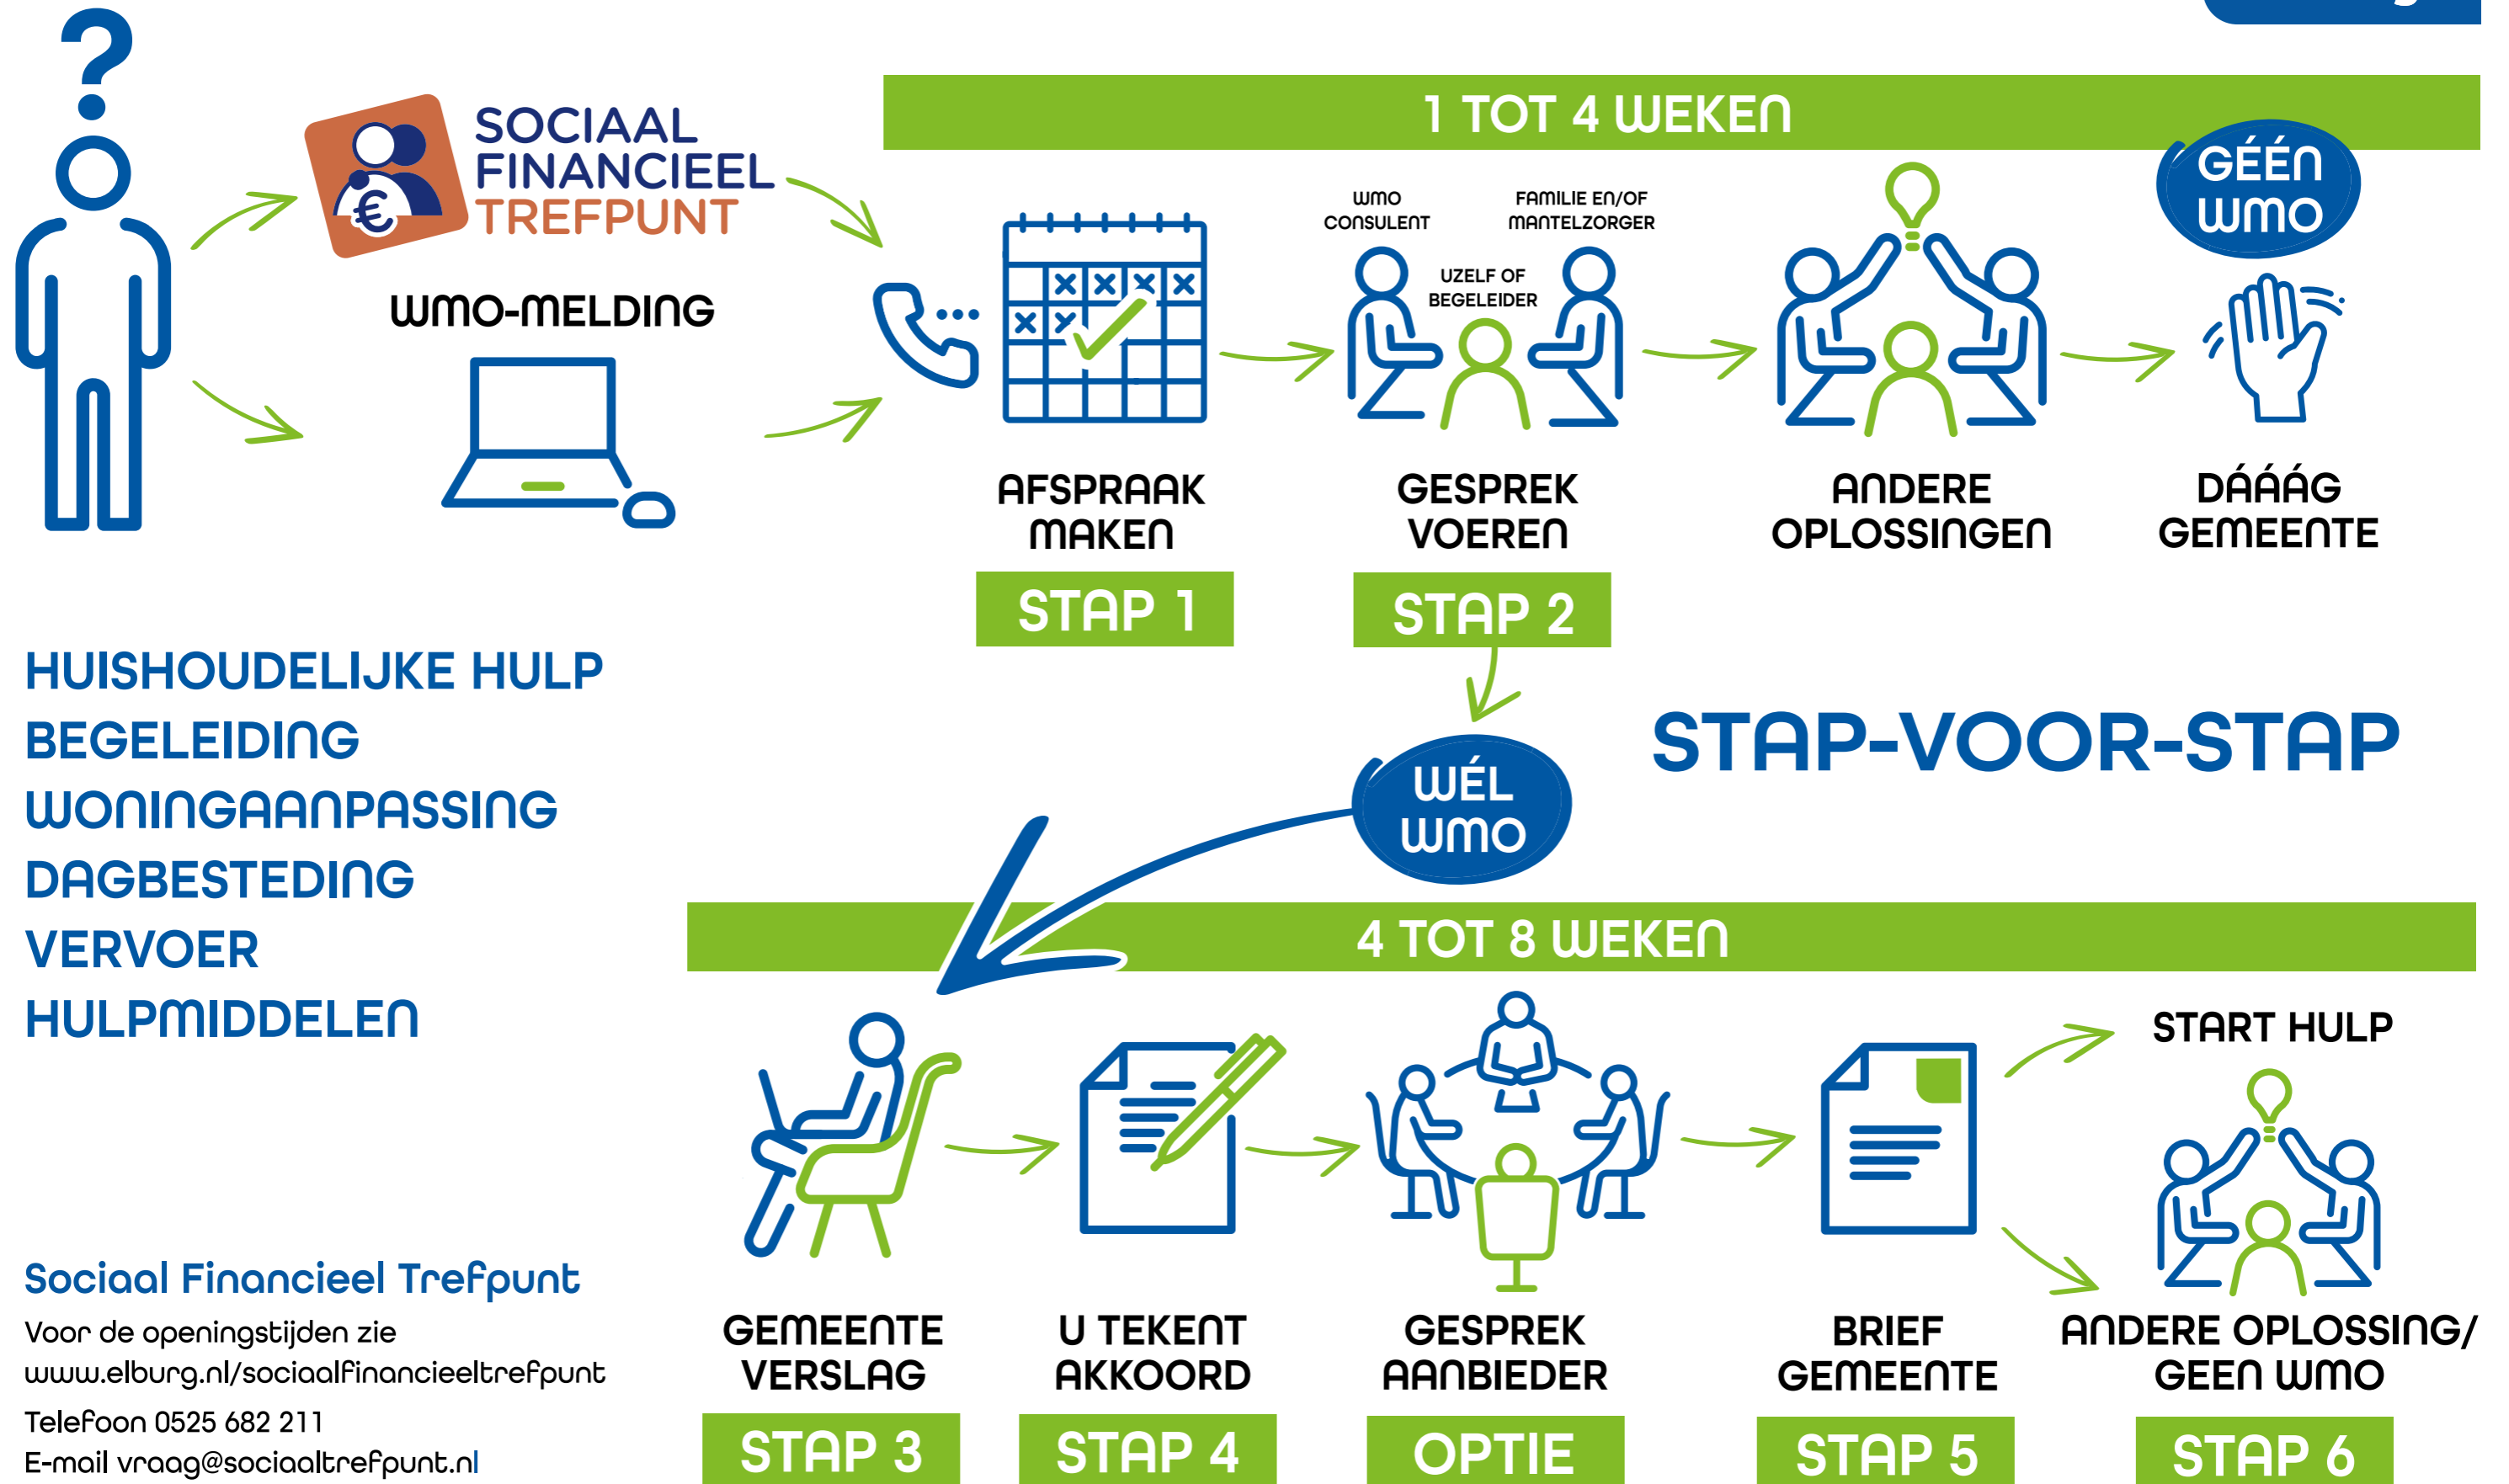 SOCIAAL
FINANCIEEL
TREFPUNT
WMO-MELDING
1 TOT 4 WEKEN
GÉÉN
WMO
WMO
CONSULENT
FAMILIE EN/OF
MANTELZORGER
UZELF OF
BEGELEIDER
AFSPRAAK
MAKEN
STAP 1
GESPREK
VOEREN
STAP 2
ANDERE
OPLOSSINGEN
DÁÁÁG
GEMEENTE
HUISHOUDELIJKE HULP
BEGELEIDING
WONINGAANPASSING
DAGBESTEDING
VERVOER
HULPMIDDELEN
STAP-VOOR-STAP
WÉL
WMO
4 TOT 8 WEKEN
START HULP
GEMEENTE
VERSLAG
STAP 3
U TEKENT
AKKOORD
STAP 4
GESPREK
AANBIEDER
OPTIE
BRIEF
GEMEENTE
STAP 5
ANDERE OPLOSSING/
GEEN WMO
STAP 6
Sociaal Financieel Trefpunt
Voor de openingstijden zie
www.elburg.nl/sociaalfinancieeltrefpunt
Telefoon 0525 682 211
E-mail vraag@sociaaltrefpunt.nl